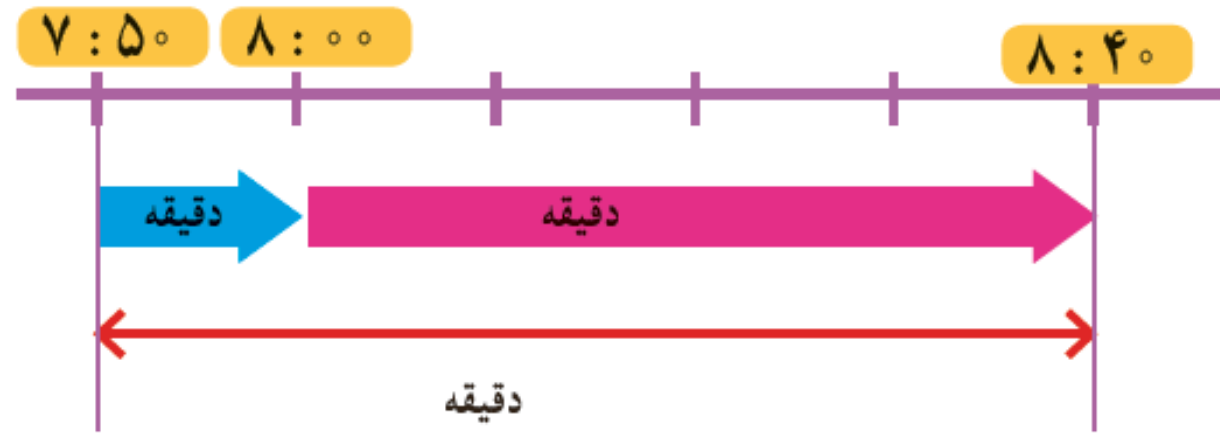 ۷ : ۵۰
۸ : ۰۰
۸ : ۴۰
دقیقه
دقیقه
دقیقه